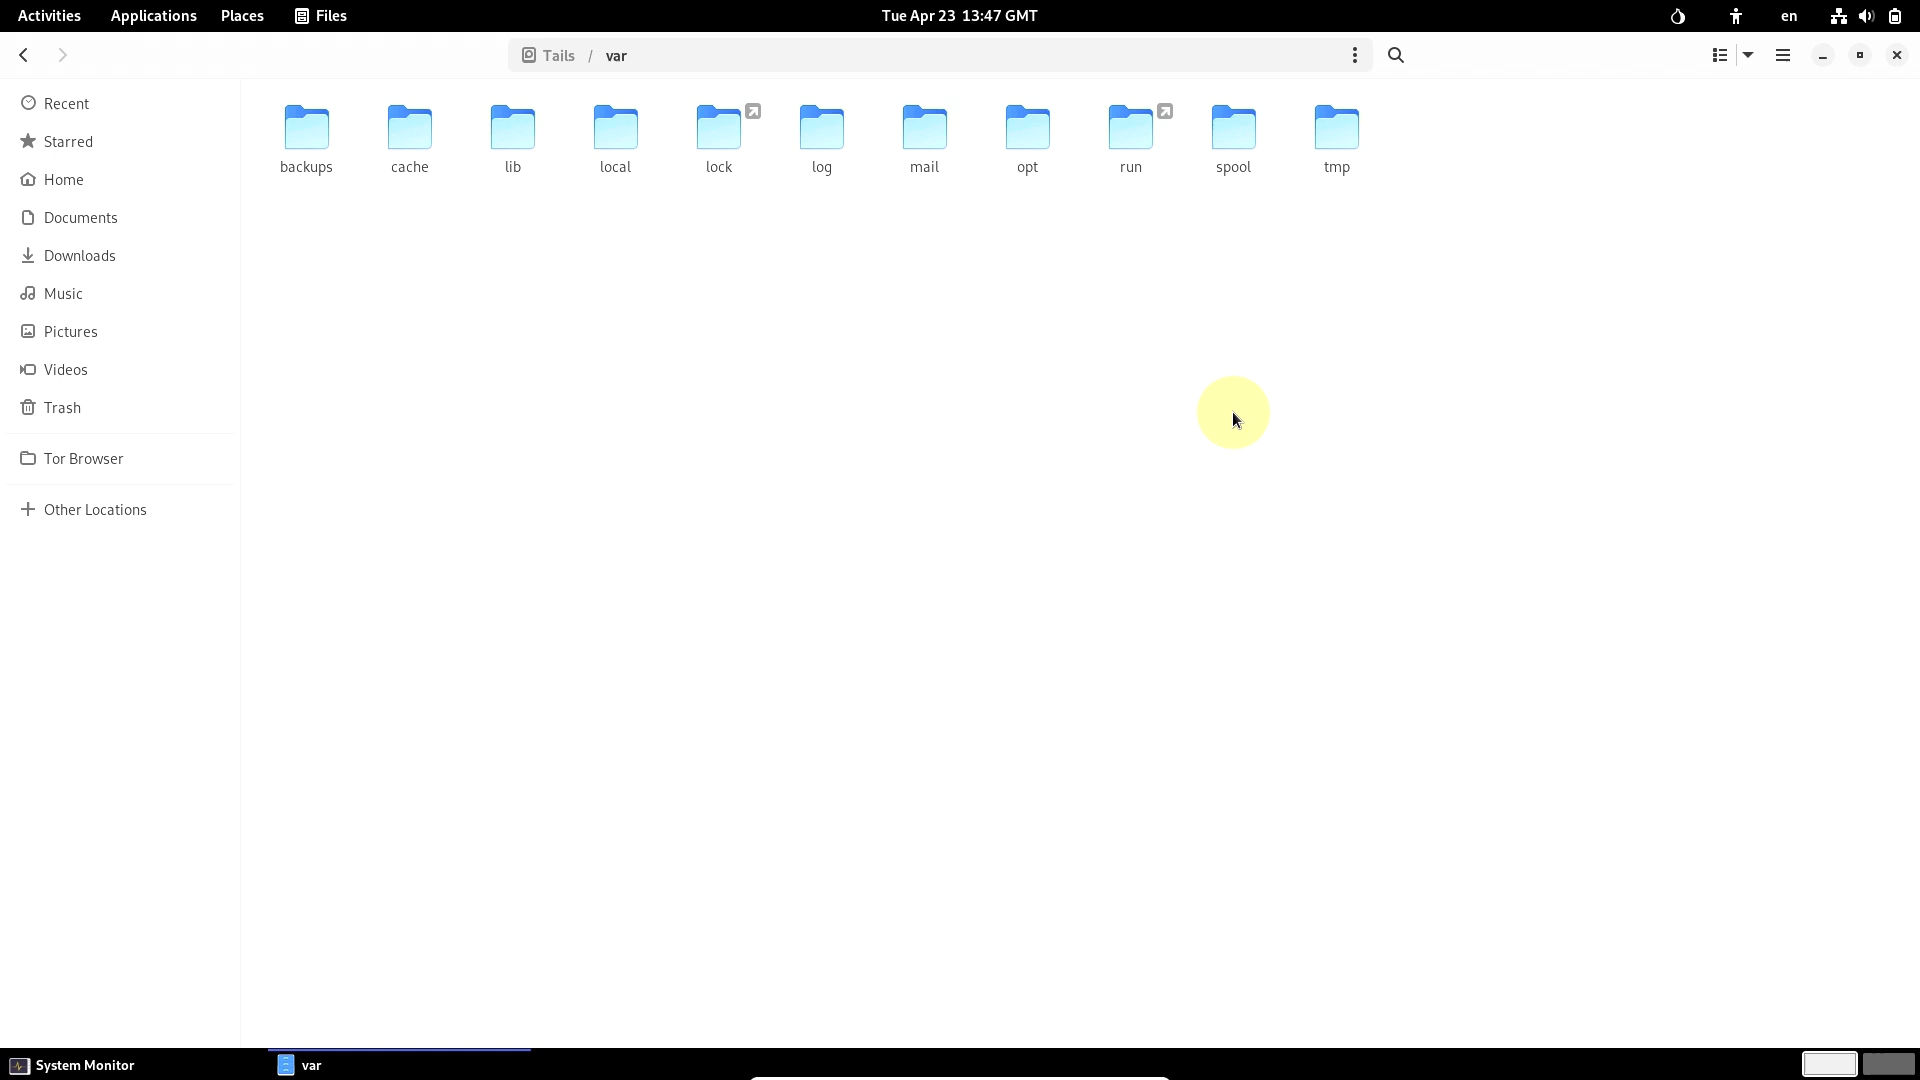 Activities Applications Places Files Tue Apr 23 13:47 GMT en
Tails / var
Recent
Starred
Home
Documents
Downloads
Music
Pictures
Videos
Trash
Tor Browser
Other Locations
backups cache lib local lock log mail opt run spool tmp
System Monitor var